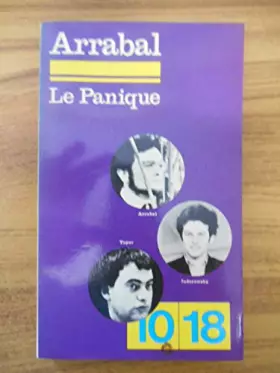 Arrabal
Le Panique
Arrabal
Topor
Jodorowsky
10 18